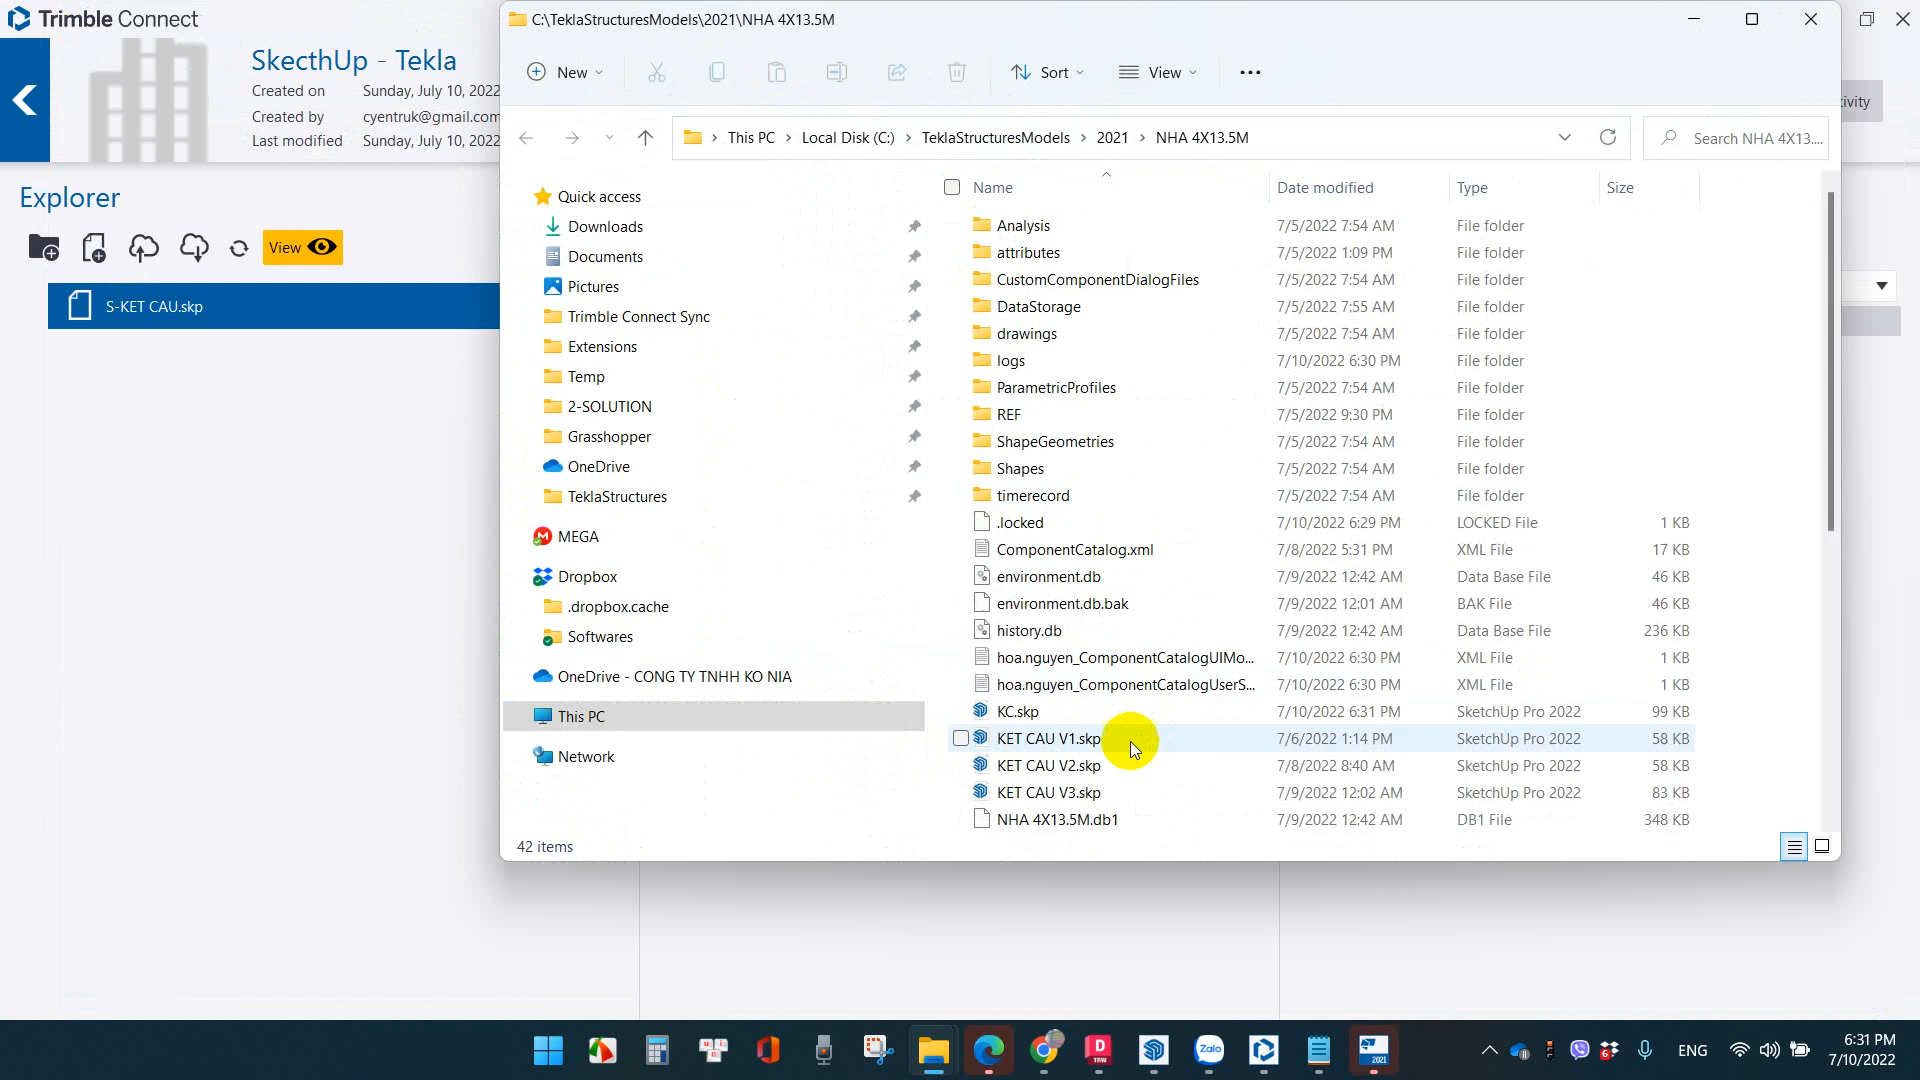 Trimble Connect
SkecthUp - Tekla
Created on Sunday, July 10, 2022
Created by cyentruk@gmail.com
Last modified Sunday, July 10, 2022
Explorer
View
S-KET CAU.skp
C:\TeklaStructuresModels\2021\NHA 4X13.5M
New
Sort
View
This PC
Local Disk (C:)
TeklaStructuresModels
2021
NHA 4X13.5M
Search NHA 4X13....
Quick access
Downloads
Documents
Pictures
Trimble Connect Sync
Extensions
Temp
2-SOLUTION
Grasshopper
OneDrive
TeklaStructures
MEGA
Dropbox
.dropbox.cache
Softwares
OneDrive - CONG TY TNHH KO NIA
This PC
Network
Name Date modified Type Size
Analysis 7/5/2022 7:54 AM File folder
attributes 7/5/2022 1:09 PM File folder
CustomComponentDialogFiles 7/5/2022 7:54 AM File folder
DataStorage 7/5/2022 7:55 AM File folder
drawings 7/5/2022 7:54 AM File folder
logs 7/10/2022 6:30 PM File folder
ParametricProfiles 7/5/2022 7:54 AM File folder
REF 7/5/2022 9:30 PM File folder
ShapeGeometries 7/5/2022 7:54 AM File folder
Shapes 7/5/2022 7:54 AM File folder
timerecord 7/5/2022 7:54 AM File folder
.locked 7/10/2022 6:29 PM LOCKED File 1 KB
ComponentCatalog.xml 7/8/2022 5:31 PM XML File 17 KB
environment.db 7/9/2022 12:42 AM Data Base File 46 KB
environment.db.bak 7/9/2022 12:01 AM BAK File 46 KB
history.db 7/9/2022 12:42 AM Data Base File 236 KB
hoa.nguyen_ComponentCatalogUIMo... 7/10/2022 6:30 PM XML File 1 KB
hoa.nguyen_ComponentCatalogUserS... 7/10/2022 6:30 PM XML File 1 KB
KC.skp 7/10/2022 6:31 PM SketchUp Pro 2022 99 KB
KET CAU V1.skp 7/6/2022 1:14 PM SketchUp Pro 2022 58 KB
KET CAU V2.skp 7/8/2022 8:40 AM SketchUp Pro 2022 58 KB
KET CAU V3.skp 7/9/2022 12:02 AM SketchUp Pro 2022 83 KB
NHA 4X13.5M.db1 7/9/2022 12:42 AM DB1 File 348 KB
42 items
ivity
Zalo
2021
ENG
6:31 PM
7/10/2022